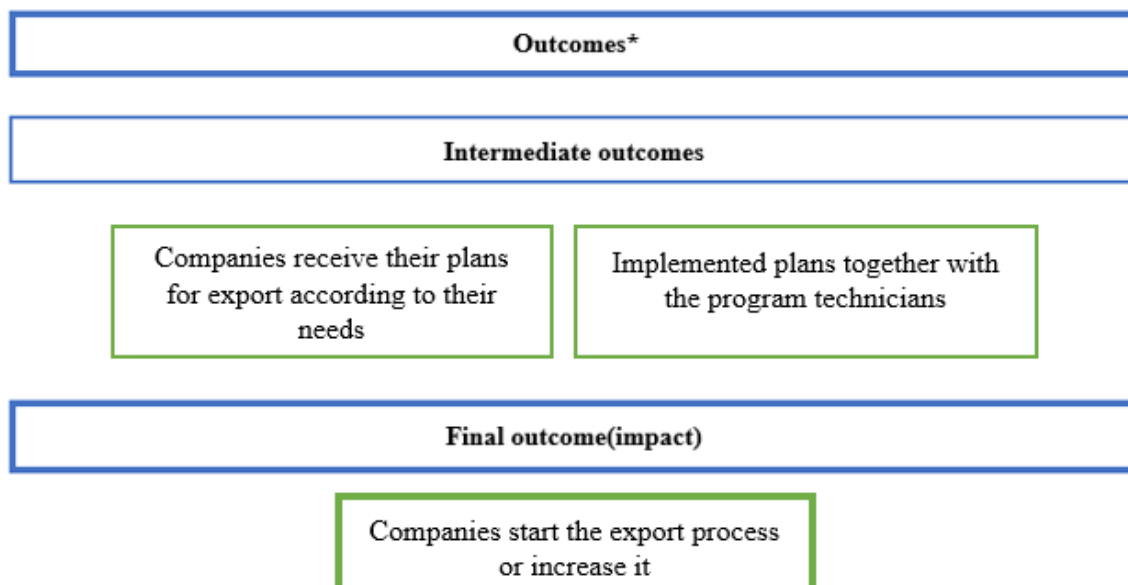 Outcomes*
Intermediate outcomes
Companies receive their plans
for export according to their
needs
Implemented plans together with
the program technicians
Final outcome(impact)
Companies start the export process
or increase it